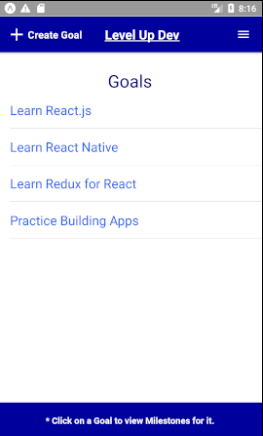 8:16
Create Goal
Level Up Dev
Goals
Learn React.js
Learn React Native
Learn Redux for React
Practice Building Apps
* Click on a Goal to view Milestones for it.